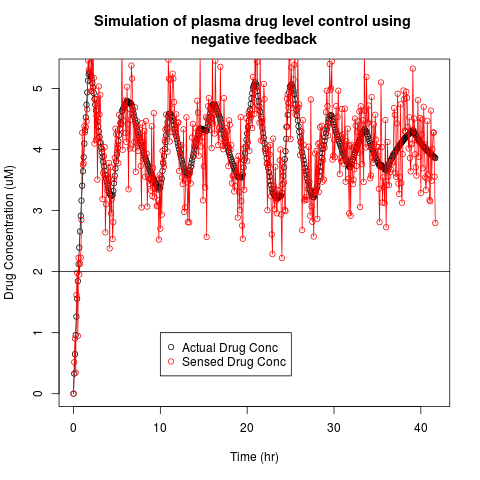 Simulation of plasma drug level control using
negative feedback
Drug Concentration (uM)
5
4
3
2
1
0
Actual Drug Conc
Sensed Drug Conc
0
10
20
30
40
Time (hr)